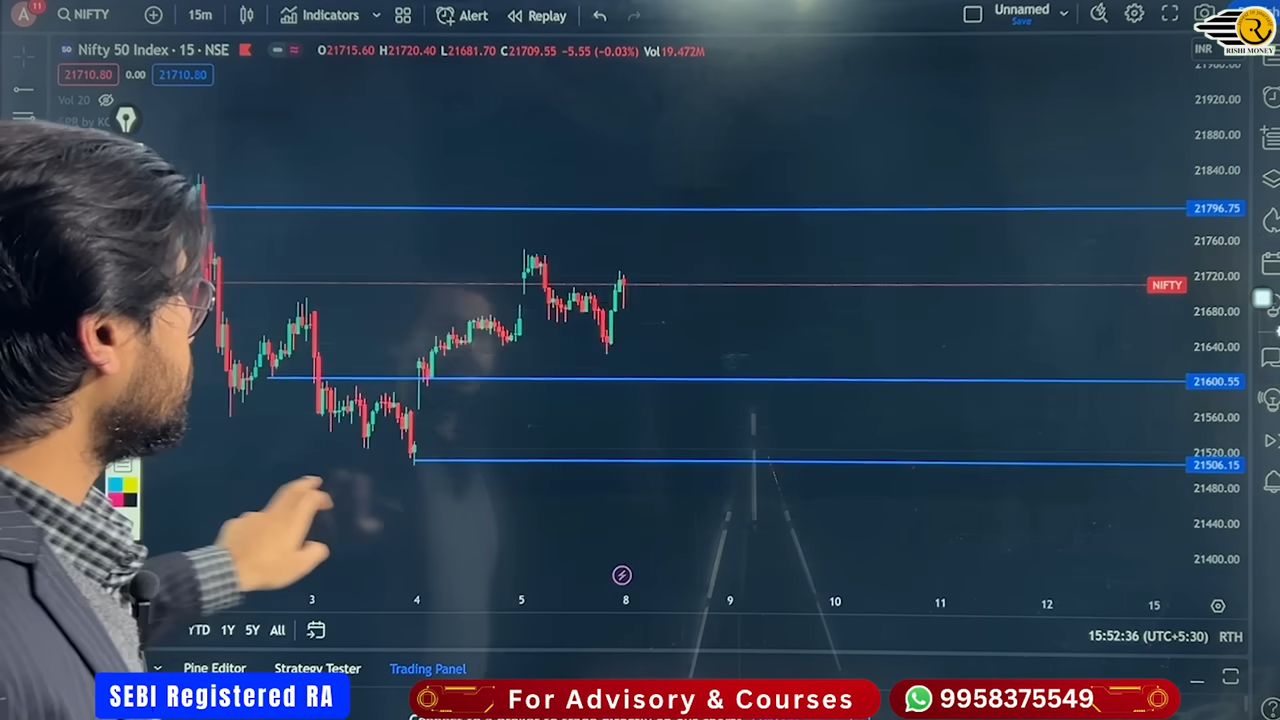 A 11 NIFTY 15m Indicators Alert Replay Unnamed
Save
RISHI MONEY
Nifty 50 Index · 15 · NSE O21715.60 H21720.40 L21681.70 C21709.55 -5.55 (-0.03%) Vol19.472M
INR
21710.80 0.00 21710.80
Vol 20
21920.00
21880.00
21840.00
21796.75
21760.00
21720.00
NIFTY
21680.00
21640.00
21600.55
21560.00
21520.00
21506.15
21480.00
21440.00
21400.00
3 4 5 8 9 10 11 12 15
YTD 1Y 5Y All
15:52:36 (UTC+5:30) RTH
Pine Editor Strategy Tester Trading Panel
SEBI Registered RA
For Advisory & Courses
9958375549